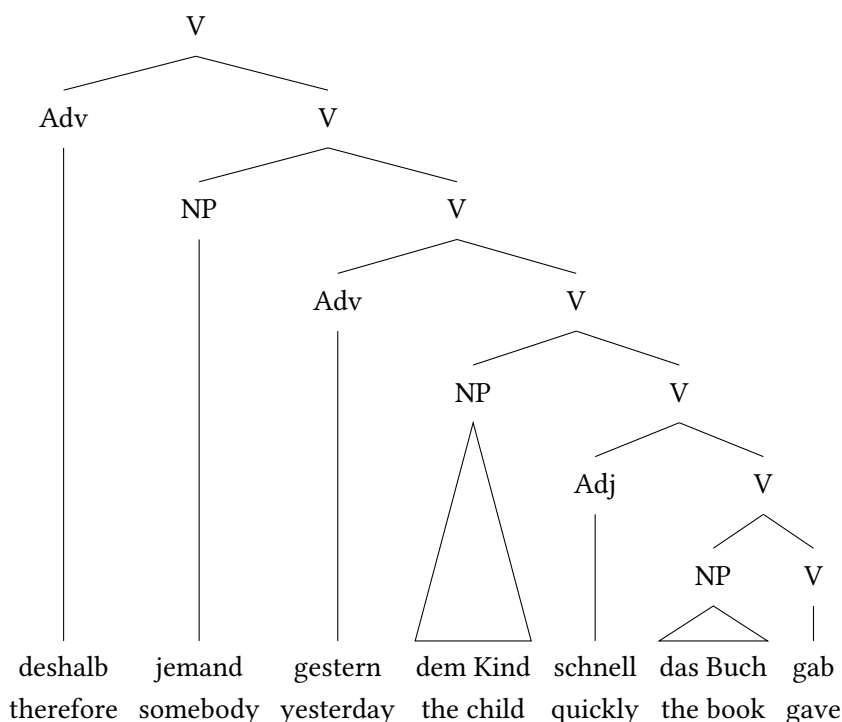 V
Adv V
NP V
Adv V
NP V
Adj V
NP V
deshalb jemand gestern dem Kind schnell das Buch gab
therefore somebody yesterday the child quickly the book gave